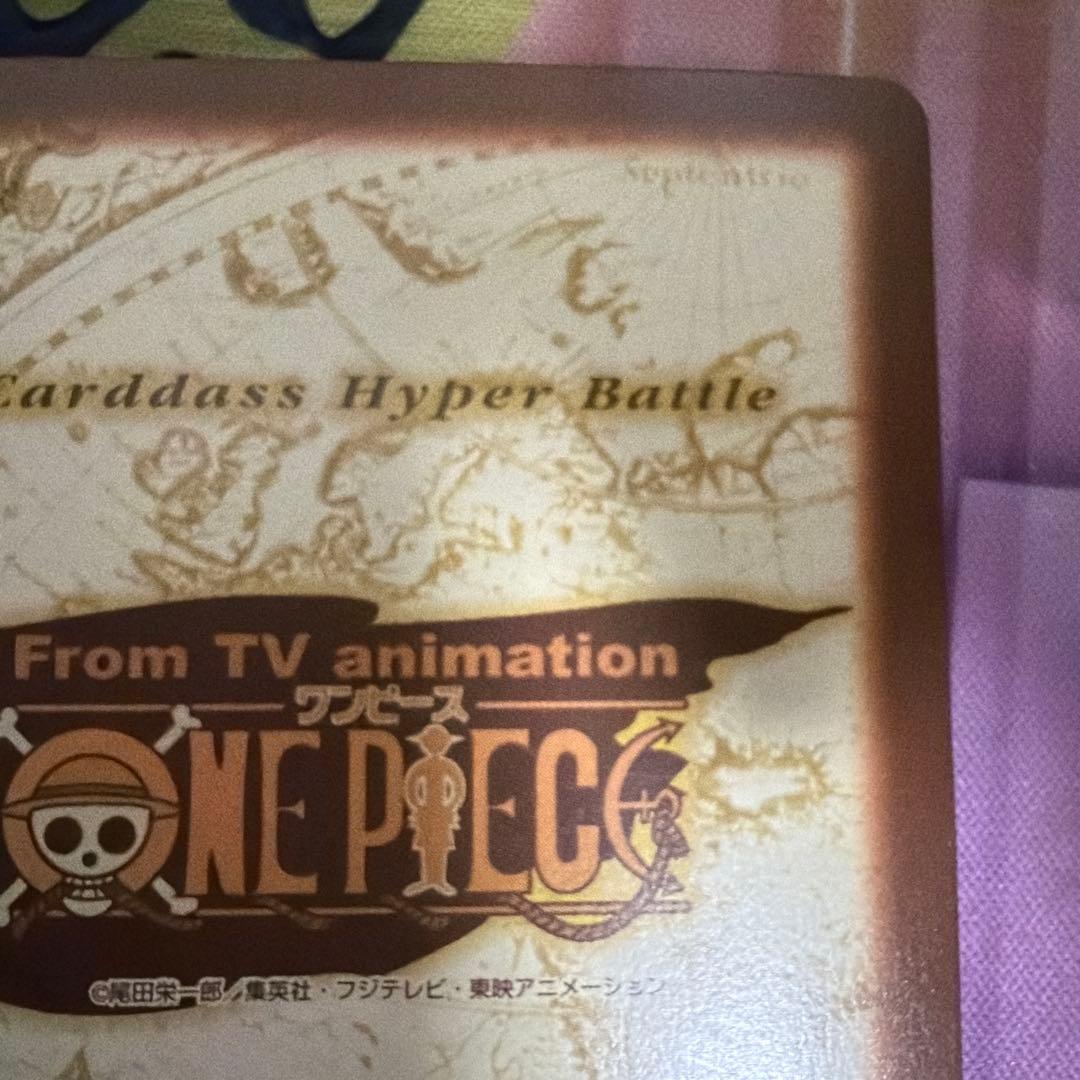 Carddass Hyper Battle
From TV animation
ワンピース
ONE PIECE
©尾田栄一郎／集英社・フジテレビ・東映アニメーション